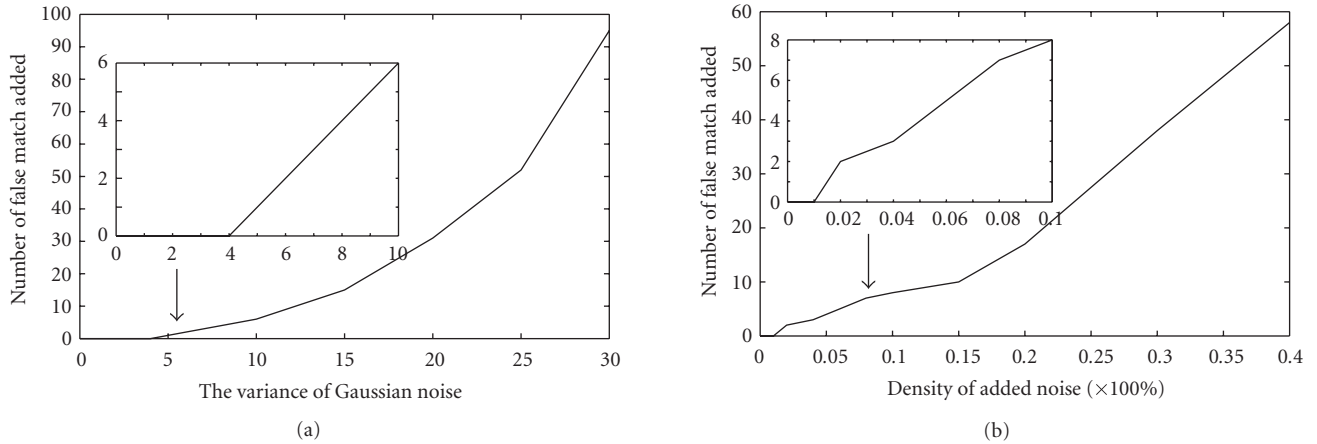 100
90
80
70
60
50
40
30
20
10
0
Number of false match added
6
4
2
0
0 2 4 6 8 10
0 5 10 15 20 25 30
The variance of Gaussian noise
(a)
60
50
40
30
20
10
0
Number of false match added
8
6
4
2
0
0 0.02 0.04 0.06 0.08 0.1
0 0.05 0.1 0.15 0.2 0.25 0.3 0.35 0.4
Density of added noise (×100%)
(b)